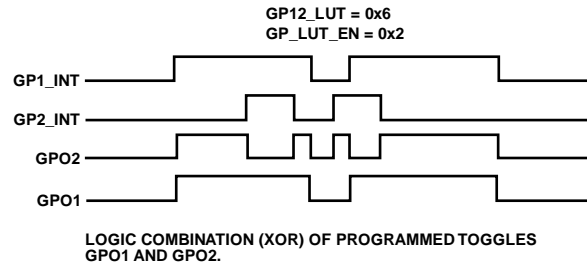 GP12_LUT = 0x6
GP_LUT_EN = 0x2
GP1_INT
GP2_INT
GPO2
GPO1
LOGIC COMBINATION (XOR) OF PROGRAMMED TOGGLES
GPO1 AND GPO2.